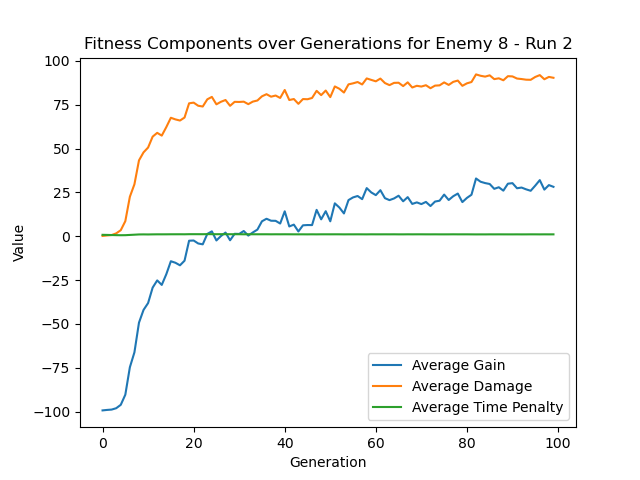 Fitness Components over Generations for Enemy 8 - Run 2
100
75
50
25
0
−25
−50
−75
−100
Value
0 20 40 60 80 100
Generation
Average Gain
Average Damage
Average Time Penalty